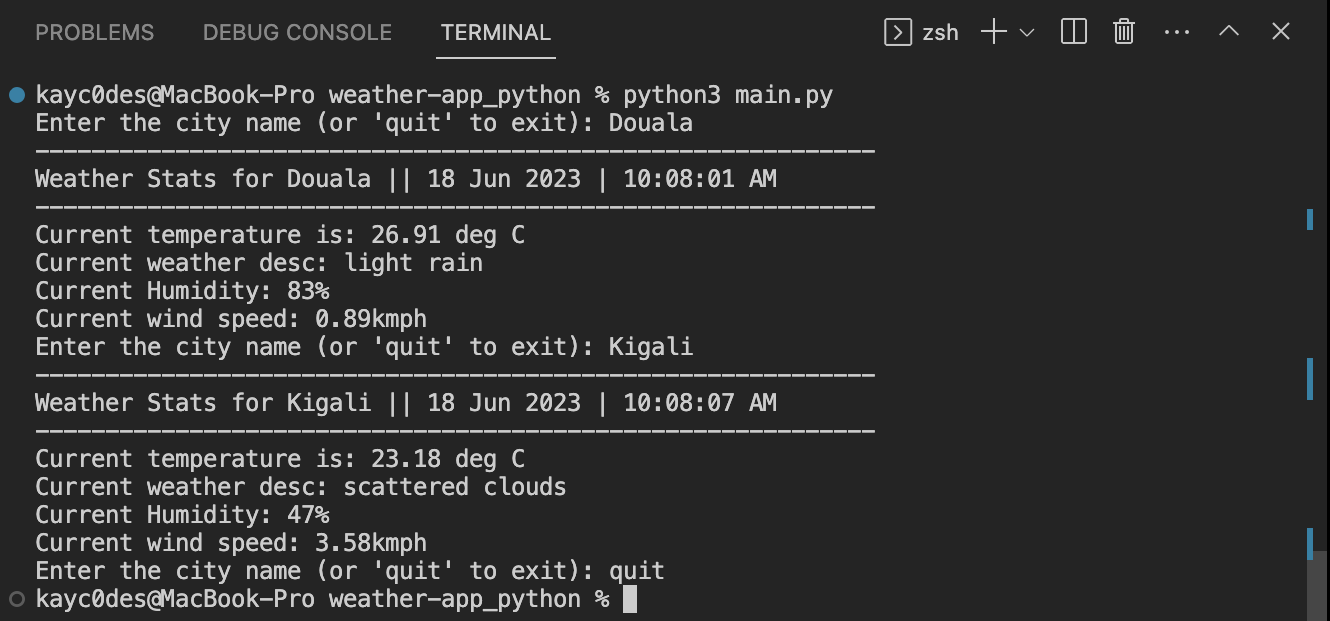 PROBLEMS DEBUG CONSOLE TERMINAL zsh
kayc0des@MacBook-Pro weather-app_python % python3 main.py
Enter the city name (or 'quit' to exit): Douala
------------------------------------------------------------
Weather Stats for Douala || 18 Jun 2023 | 10:08:01 AM
------------------------------------------------------------
Current temperature is: 26.91 deg C
Current weather desc: light rain
Current Humidity: 83%
Current wind speed: 0.89kmph
Enter the city name (or 'quit' to exit): Kigali
------------------------------------------------------------
Weather Stats for Kigali || 18 Jun 2023 | 10:08:07 AM
------------------------------------------------------------
Current temperature is: 23.18 deg C
Current weather desc: scattered clouds
Current Humidity: 47%
Current wind speed: 3.58kmph
Enter the city name (or 'quit' to exit): quit
kayc0des@MacBook-Pro weather-app_python %